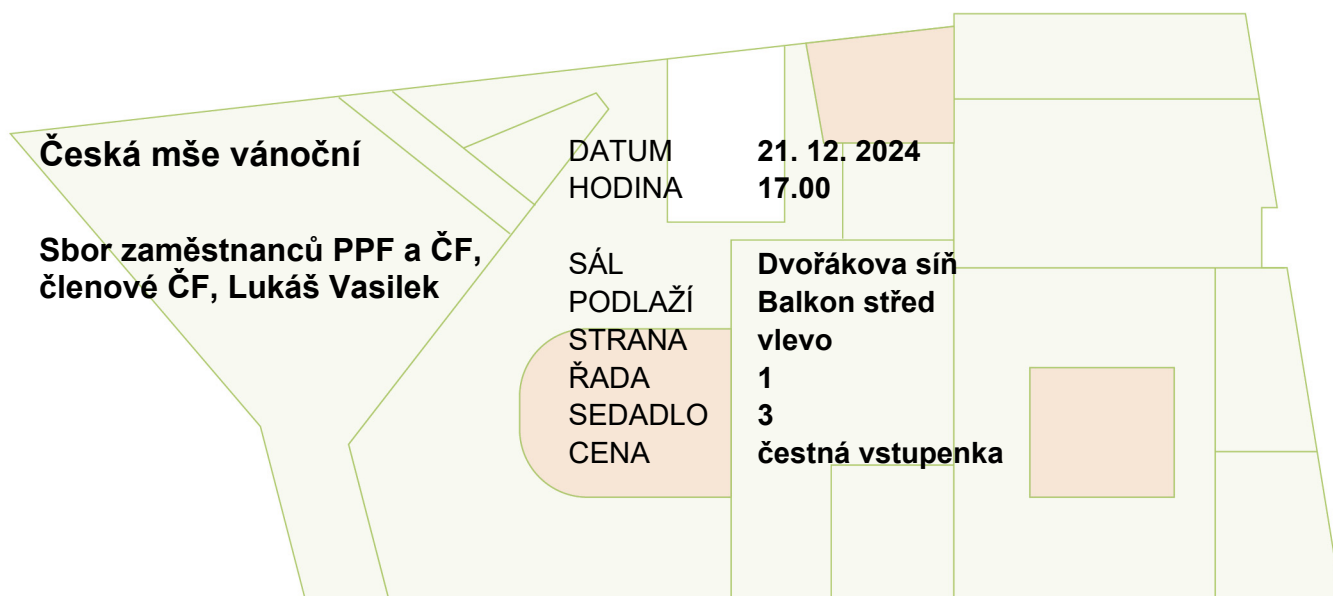 Česká mše vánoční
Sbor zaměstnanců PPF a ČF,
členové ČF, Lukáš Vasilek
DATUM 21. 12. 2024
HODINA 17.00
SÁL Dvořákova síň
PODLAŽÍ Balkon střed
STRANA vlevo
ŘADA 1
SEDADLO 3
CENA čestná vstupenka